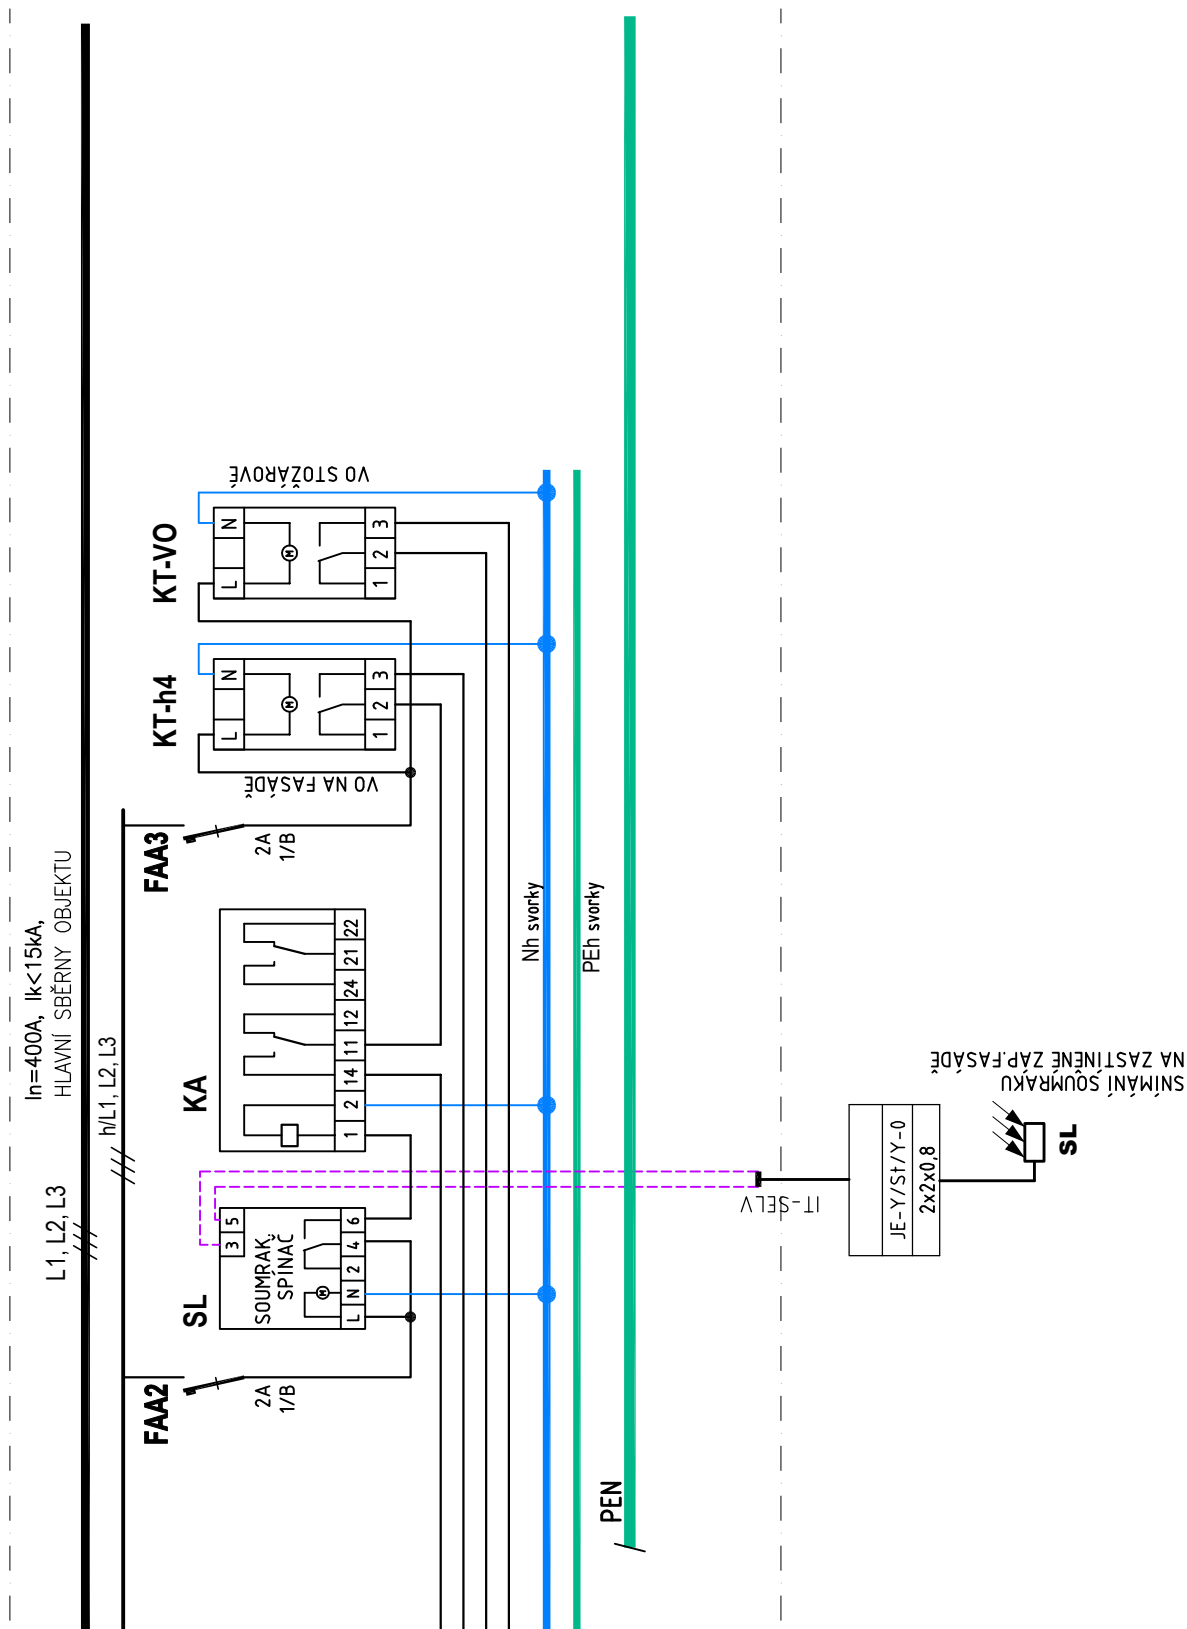 In=400A, Ik<15kA,
HLAVNÍ SBĚRNY OBJEKTU
L1, L2, L3
h/L1, L2, L3
FAA2
2A
1/B
SL
SOUMRAK.
SPÍNAČ
3
5
L
N
2
4
6
M
KA
1
2
14
11
12
24
21
22
FAA3
2A
1/B
KT-h4
VO NA FASÁDĚ
L
N
M
1
2
3
KT-VO
VO STOŽÁROVÉ
L
N
M
1
2
3
Nh svorky
PEh svorky
PEN
IT-SELV
JE-Y/St/Y-0
2x2x0,8
SL
SNÍMÁNÍ SOUMRAKU
NA ZASTÍNĚNÉ ZÁP.FASÁDĚ